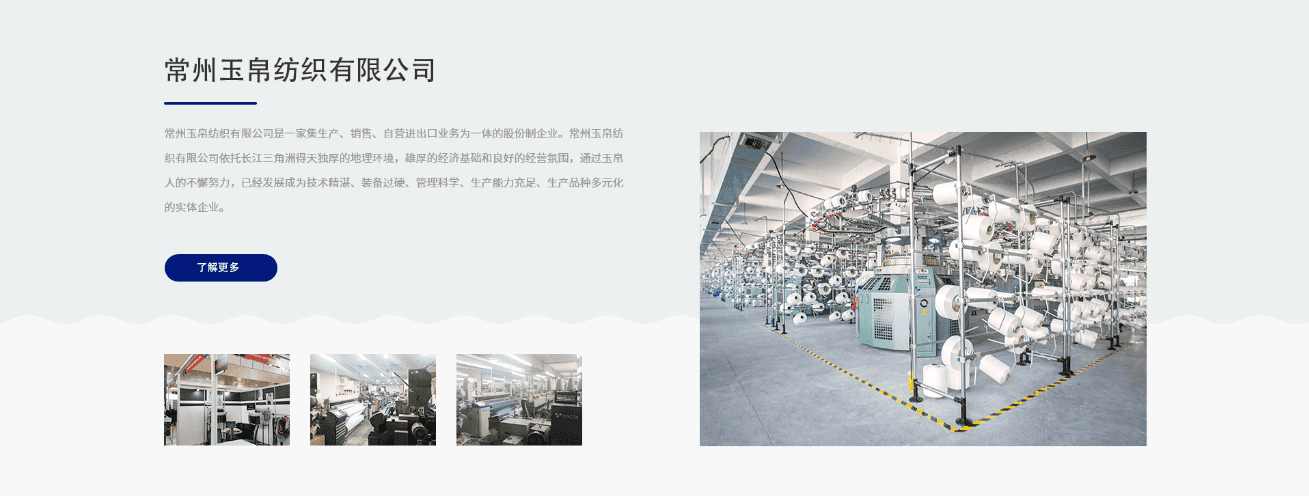 常州玉帛纺织有限公司
常州玉帛纺织有限公司是一家集生产、销售、自营进出口业务为一体的股份制企业。常州玉帛纺
织有限公司依托长江三角洲得天独厚的地理环境，雄厚的经济基础和良好的经营氛围，通过玉帛
人的不懈努力，已经发展成为技术精湛、装备过硬、管理科学、生产能力充足、生产品种多元化
的实体企业。
了解更多